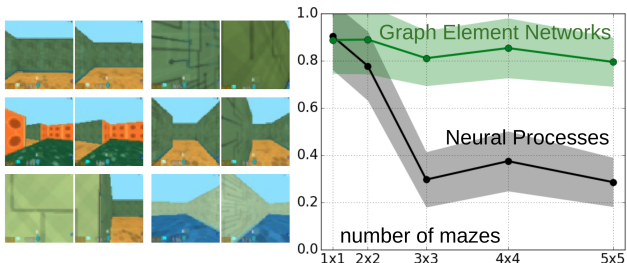 1.0
Graph Element Networks
0.8
0.6
Neural Processes
0.4
0.2
number of mazes
0.0
1x1 2x2 3x3 4x4 5x5